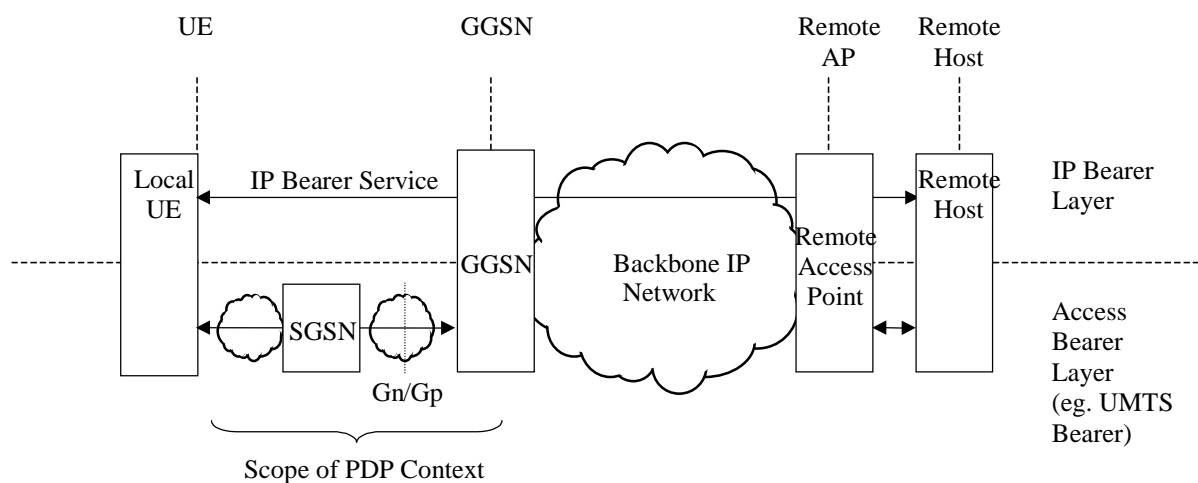 UE
GGSN
Remote
AP
Remote
Host
Local
UE
IP Bearer Service
Remote
Host
IP Bearer
Layer
GGSN
Backbone IP
Network
Remote
Access
Point
SGSN
Gn/Gp
Access
Bearer
Layer
(eg. UMTS
Bearer)
Scope of PDP Context